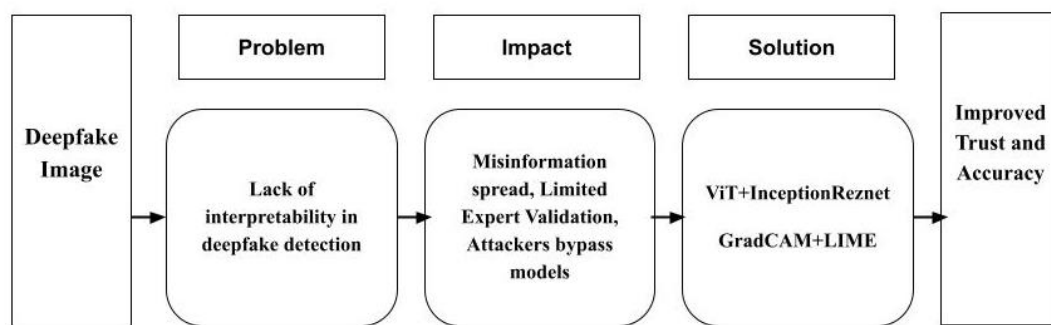 Problem
Impact
Solution
Deepfake
Image
Lack of
interpretability in
deepfake detection
Misinformation
spread, Limited
Expert Validation,
Attackers bypass
models
ViT+InceptionReznet
GradCAM+LIME
Improved
Trust and
Accuracy